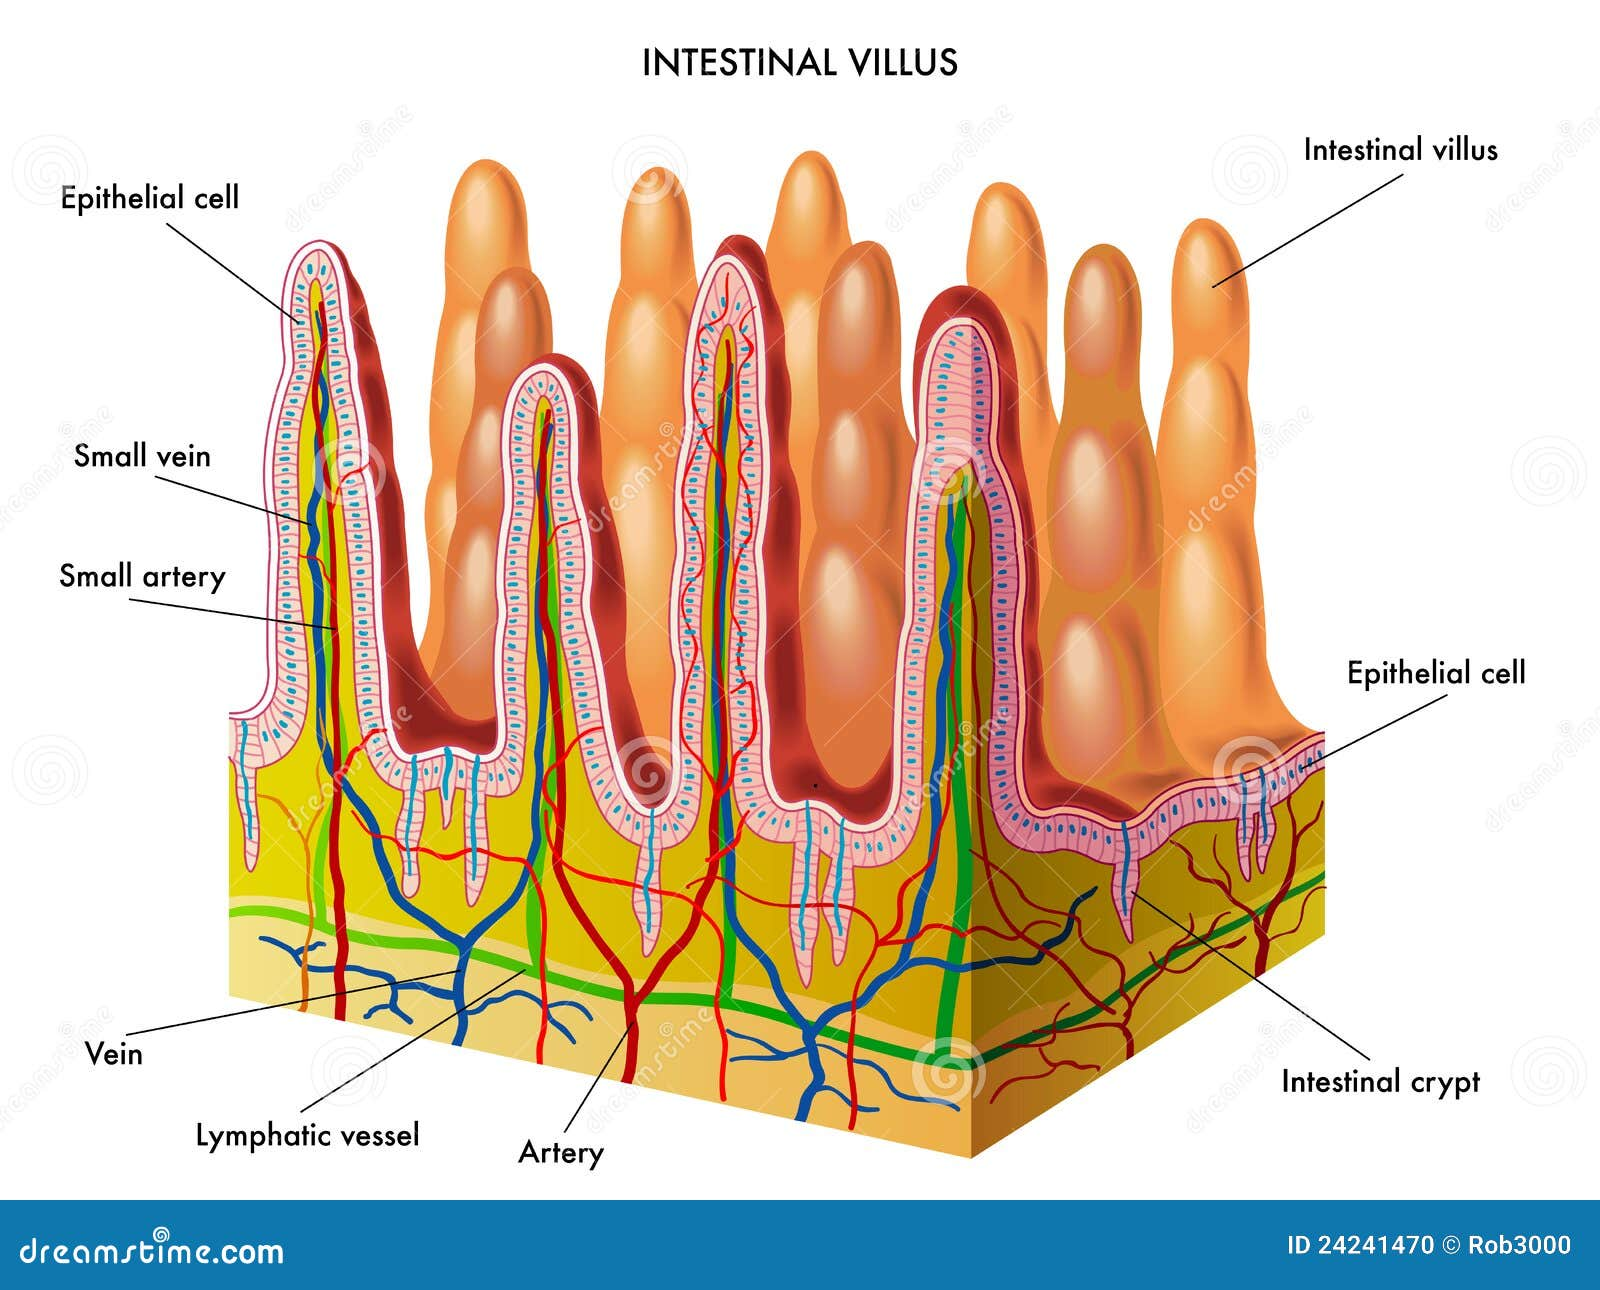 INTESTINAL VILLUS
Intestinal villus
Epithelial cell
Small vein
Small artery
Epithelial cell
Vein
Lymphatic vessel
Artery
Intestinal crypt
dreamstime.com
ID 24241470 © Rob3000